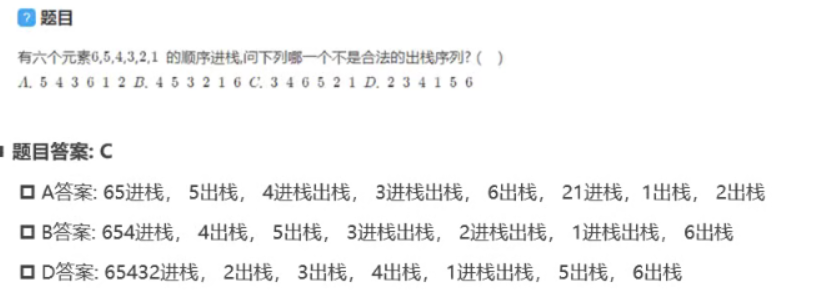 ? 题目
有六个元素6,5,4,3,2,1 的顺序进栈,问下列哪一个不是合法的出栈序列? ( )
A. 5 4 3 6 1 2 B. 4 5 3 2 1 6 C. 3 4 6 5 2 1 D. 2 3 4 1 5 6
题目答案: C
A答案: 65进栈, 5出栈, 4进栈出栈, 3进栈出栈, 6出栈, 21进栈, 1出栈, 2出栈
B答案: 654进栈, 4出栈, 5出栈, 3进栈出栈, 2进栈出栈, 1进栈出栈, 6出栈
D答案: 65432进栈, 2出栈, 3出栈, 4出栈, 1进栈出栈, 5出栈, 6出栈